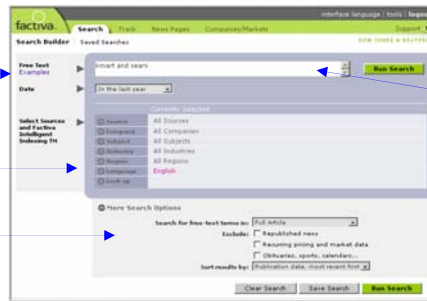 interface language | tools | logout
factiva.
Search Track News Pages Companies/Markets Support
Search Builder Saved Searches DOW JONES & REUTERS
Free Text
Examples
kmart and sears
Run Search
Date
In the last year
Currently Selected
Select Sources
and Factiva
Intelligent
Indexing TM
Source All Sources
Company All Companies
Subject All Subjects
Industry All Industries
Region All Regions
Language English
Look-up
More Search Options
Search for free-text terms in: Full Article
Exclude: Republished news
Recurring pricing and market data
Obituaries, sports, calendars...
Sort results by: Publication date, most recent first
Clear Search Save Search Run Search